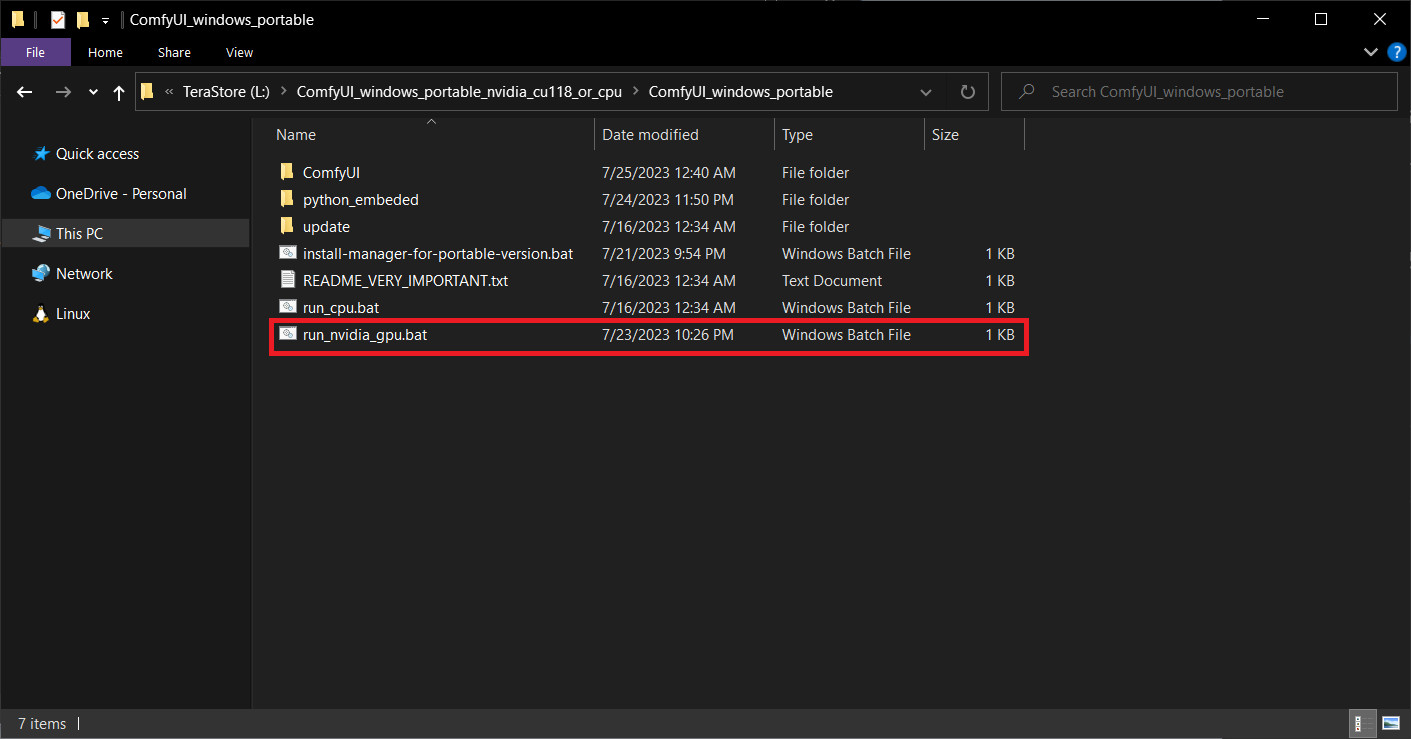 ComfyUI_windows_portable
File Home Share View ?
« TeraStore (L:) > ComfyUI_windows_portable_nvidia_cu118_or_cpu > ComfyUI_windows_portable Search ComfyUI_windows_portable
Name Date modified Type Size
Quick access
OneDrive - Personal
This PC
Network
Linux
ComfyUI 7/25/2023 12:40 AM File folder
python_embeded 7/24/2023 11:50 PM File folder
update 7/16/2023 12:34 AM File folder
install-manager-for-portable-version.bat 7/21/2023 9:54 PM Windows Batch File 1 KB
README_VERY_IMPORTANT.txt 7/16/2023 12:34 AM Text Document 1 KB
run_cpu.bat 7/16/2023 12:34 AM Windows Batch File 1 KB
run_nvidia_gpu.bat 7/23/2023 10:26 PM Windows Batch File 1 KB
7 items